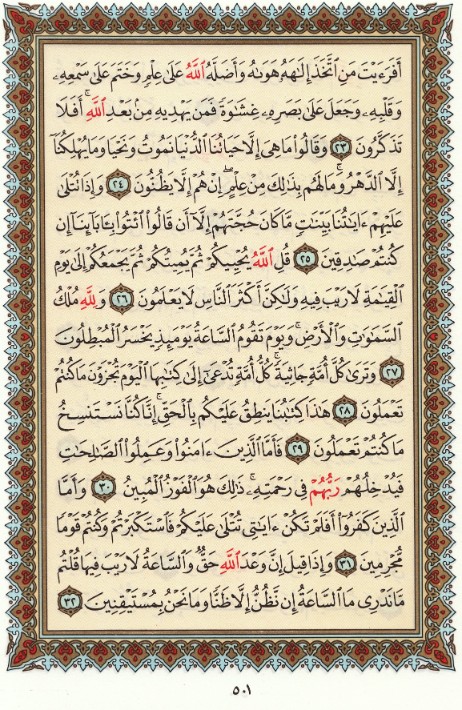 أَفَرَءَيْتَ مَنِ ٱتَّخَذَ إِلَٰهَهُۥ هَوَىٰهُ وَأَضَلَّهُ ٱللَّهُ عَلَىٰ عِلْمٍ وَخَتَمَ عَلَىٰ سَمْعِهِۦ
وَقَلْبِهِۦ وَجَعَلَ عَلَىٰ بَصَرِهِۦ غِشَٰوَةً فَمَن يَهْدِيهِ مِنۢ بَعْدِ ٱللَّهِ ۚ أَفَلَا
تَذَكَّرُونَ ٢٣ وَقَالُوا۟ مَا هِىَ إِلَّا حَيَاتُنَا ٱلدُّنْيَا نَمُوتُ وَنَحْيَا وَمَا يُهْلِكُنَآ
إِلَّا ٱلدَّهْرُ ۚ وَمَا لَهُم بِذَٰلِكَ مِنْ عِلْمٍ ۖ إِنْ هُمْ إِلَّا يَظُنُّونَ ٢٤ وَإِذَا تُتْلَىٰ
عَلَيْهِمْ ءَايَٰتُنَا بَيِّنَٰتٍ مَّا كَانَ حُجَّتَهُمْ إِلَّآ أَن قَالُوا۟ ٱئْتُوا۟ بِـَٔابَآئِنَآ إِن
كُنتُمْ صَٰدِقِينَ ٢٥ قُلِ ٱللَّهُ يُحْيِيكُمْ ثُمَّ يُمِيتُكُمْ ثُمَّ يَجْمَعُكُمْ إِلَىٰ يَوْمِ
ٱلْقِيَٰمَةِ لَا رَيْبَ فِيهِ وَلَٰكِنَّ أَكْثَرَ ٱلنَّاسِ لَا يَعْلَمُونَ ٢٦ وَلِلَّهِ مُلْكُ
ٱلسَّمَٰوَٰتِ وَٱلْأَرْضِ ۚ وَيَوْمَ تَقُومُ ٱلسَّاعَةُ يَوْمَئِذٍ يَخْسَرُ ٱلْمُبْطِلُونَ
٢٧ وَتَرَىٰ كُلَّ أُمَّةٍ جَاثِيَةً ۚ كُلُّ أُمَّةٍ تُدْعَىٰٓ إِلَىٰ كِتَٰبِهَا ٱلْيَوْمَ تُجْزَوْنَ مَا كُنتُمْ
تَعْمَلُونَ ٢٨ هَٰذَا كِتَٰبُنَا يَنطِقُ عَلَيْكُم بِٱلْحَقِّ ۚ إِنَّا كُنَّا نَسْتَنسِخُ
مَا كُنتُمْ تَعْمَلُونَ ٢٩ فَأَمَّا ٱلَّذِينَ ءَامَنُوا۟ وَعَمِلُوا۟ ٱلصَّٰلِحَٰتِ
فَيُدْخِلُهُمْ رَبُّهُمْ فِى رَحْمَتِهِۦ ۚ ذَٰلِكَ هُوَ ٱلْفَوْزُ ٱلْمُبِينُ ٣٠ وَأَمَّا
ٱلَّذِينَ كَفَرُوٓا۟ أَفَلَمْ تَكُنْ ءَايَٰتِى تُتْلَىٰ عَلَيْكُمْ فَٱسْتَكْبَرْتُمْ وَكُنتُمْ قَوْمًا
مُّجْرِمِينَ ٣١ وَإِذَا قِيلَ إِنَّ وَعْدَ ٱللَّهِ حَقٌّ وَٱلسَّاعَةُ لَا رَيْبَ فِيهَا قُلْتُم
مَّا نَدْرِى مَا ٱلسَّاعَةُ إِن نَّظُنُّ إِلَّا ظَنًّا وَمَا نَحْنُ بِمُسْتَيْقِنِينَ ٣٢
٥٠١